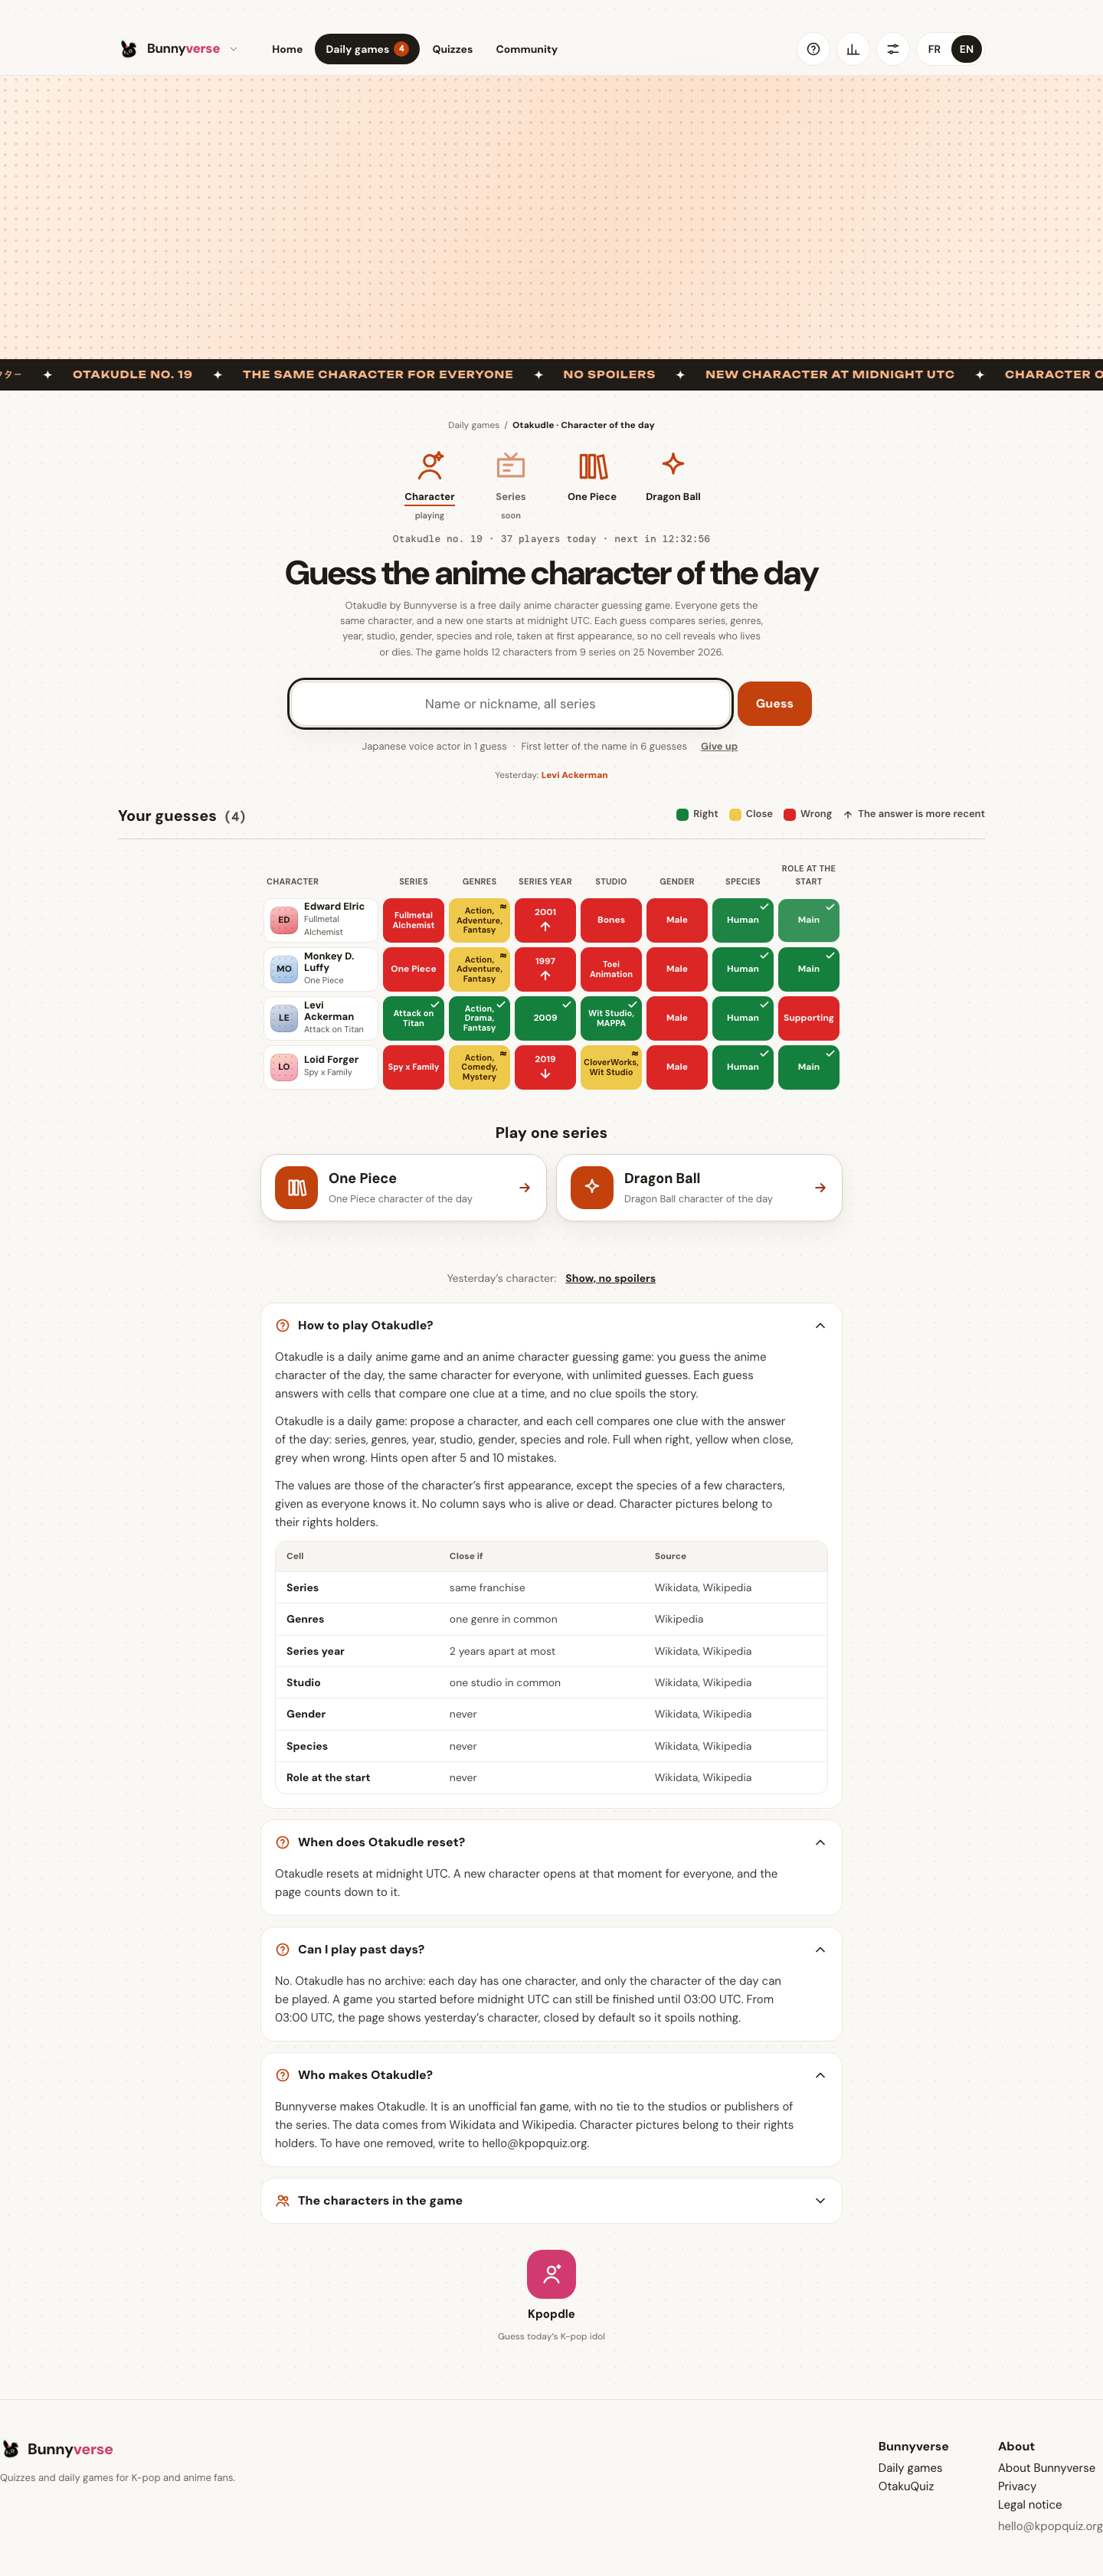 Bunnyverse
Home
Daily games 4
Quizzes
Community
FR
EN
クター ✦ OTAKUDLE NO. 19 ✦ THE SAME CHARACTER FOR EVERYONE ✦ NO SPOILERS ✦ NEW CHARACTER AT MIDNIGHT UTC ✦ CHARACTER O
Daily games / Otakudle · Character of the day
Character
playing
Series
soon
One Piece
Dragon Ball
Otakudle no. 19 · 37 players today · next in 12:32:56
Guess the anime character of the day
Otakudle by Bunnyverse is a free daily anime character guessing game. Everyone gets the
same character, and a new one starts at midnight UTC. Each guess compares series, genres,
year, studio, gender, species and role, taken at first appearance, so no cell reveals who lives
or dies. The game holds 12 characters from 9 series on 25 November 2026.
Name or nickname, all series
Guess
Japanese voice actor in 1 guess · First letter of the name in 6 guesses Give up
Yesterday: Levi Ackerman
Your guesses (4)
Right
Close
Wrong
↑ The answer is more recent
CHARACTER
SERIES
GENRES
SERIES YEAR
STUDIO
GENDER
SPECIES
ROLE AT THE
START
ED
Edward Elric
Fullmetal
Alchemist
Fullmetal
Alchemist
Action,
Adventure,
Fantasy
2001
↑
Bones
Male
Human
Main
MO
Monkey D.
Luffy
One Piece
One Piece
Action,
Adventure,
Fantasy
1997
↑
Toei
Animation
Male
Human
Main
LE
Levi
Ackerman
Attack on Titan
Attack on
Titan
Action,
Drama,
Fantasy
2009
Wit Studio,
MAPPA
Male
Human
Supporting
LO
Loid Forger
Spy x Family
Spy x Family
Action,
Comedy,
Mystery
2019
↓
CloverWorks,
Wit Studio
Male
Human
Main
Play one series
One Piece
One Piece character of the day
→
Dragon Ball
Dragon Ball character of the day
→
Yesterday's character: Show, no spoilers
How to play Otakudle?
Otakudle is a daily anime game and an anime character guessing game: you guess the anime
character of the day, the same character for everyone, with unlimited guesses. Each guess
answers with cells that compare one clue at a time, and no clue spoils the story.
Otakudle is a daily game: propose a character, and each cell compares one clue with the answer
of the day: series, genres, year, studio, gender, species and role. Full when right, yellow when close,
grey when wrong. Hints open after 5 and 10 mistakes.
The values are those of the character's first appearance, except the species of a few characters,
given as everyone knows it. No column says who is alive or dead. Character pictures belong to
their rights holders.
Cell Close if Source
Series same franchise Wikidata, Wikipedia
Genres one genre in common Wikipedia
Series year 2 years apart at most Wikidata, Wikipedia
Studio one studio in common Wikidata, Wikipedia
Gender never Wikidata, Wikipedia
Species never Wikidata, Wikipedia
Role at the start never Wikidata, Wikipedia
When does Otakudle reset?
Otakudle resets at midnight UTC. A new character opens at that moment for everyone, and the
page counts down to it.
Can I play past days?
No. Otakudle has no archive: each day has one character, and only the character of the day can
be played. A game you started before midnight UTC can still be finished until 03:00 UTC. From
03:00 UTC, the page shows yesterday's character, closed by default so it spoils nothing.
Who makes Otakudle?
Bunnyverse makes Otakudle. It is an unofficial fan game, with no tie to the studios or publishers of
the series. The data comes from Wikidata and Wikipedia. Character pictures belong to their rights
holders. To have one removed, write to hello@kpopquiz.org.
The characters in the game
Kpopdle
Guess today's K-pop idol
Bunnyverse
Quizzes and daily games for K-pop and anime fans.
Bunnyverse
Daily games
OtakuQuiz
About
About Bunnyverse
Privacy
Legal notice
hello@kpopquiz.org